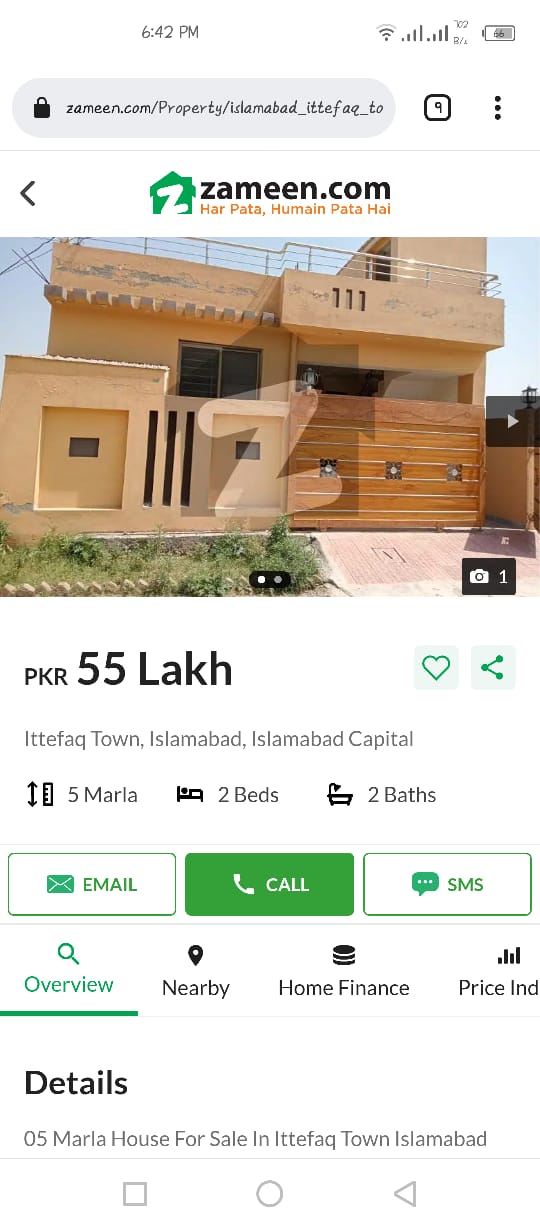 6:42 PM
702
B/s
66
zameen.com/Property/islamabad_ittefaq_to
9
zameen.com
Har Pata, Humain Pata Hai
1
PKR 55 Lakh
Ittefaq Town, Islamabad, Islamabad Capital
5 Marla 2 Beds 2 Baths
EMAIL CALL SMS
Overview Nearby Home Finance Price Ind
Details
05 Marla House For Sale In Ittefaq Town Islamabad